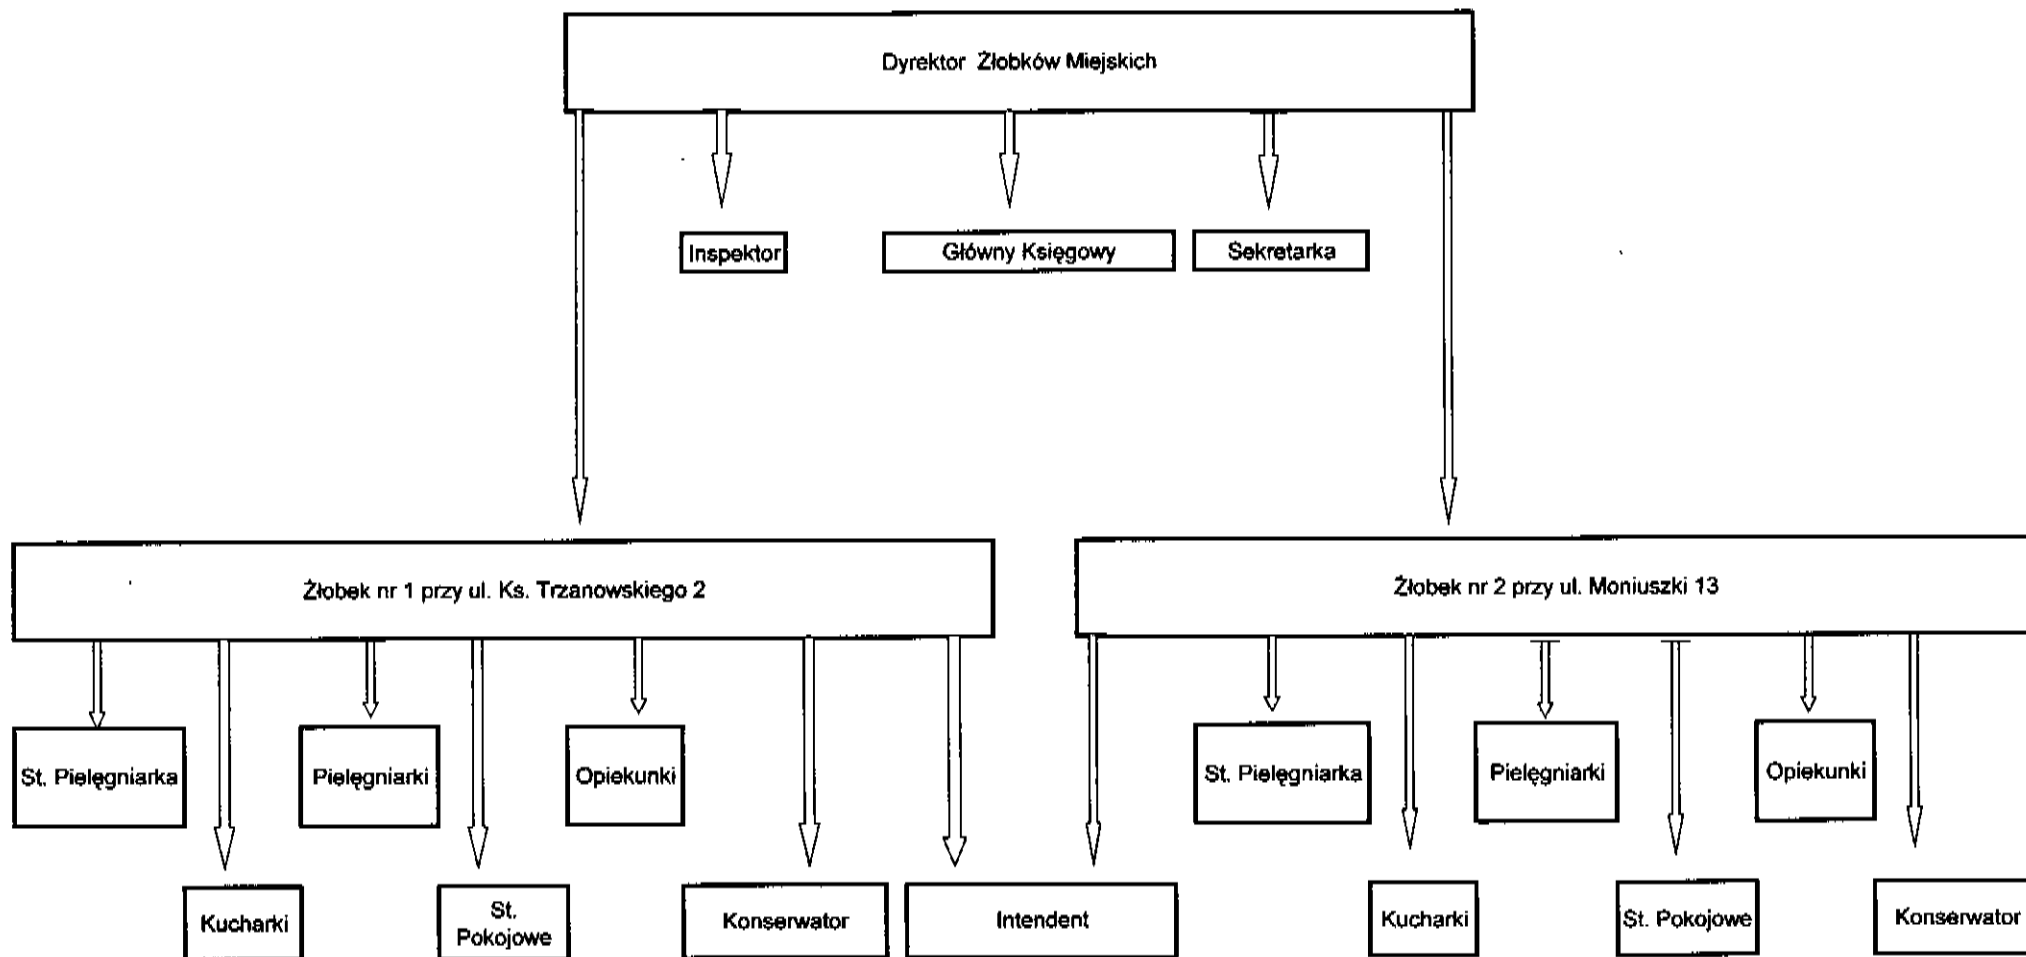 Dyrektor Żłobków Miejskich
Inspektor
Główny Księgowy
Sekretarka
Żłobek nr 1 przy ul. Ks. Trzanowskiego 2
Żłobek nr 2 przy ul. Moniuszki 13
St. Pielęgniarka
Pielęgniarki
Opiekunki
St. Pielęgniarka
Pielęgniarki
Opiekunki
Kucharki
St.
Pokojowe
Konserwator
Intendent
Kucharki
St. Pokojowe
Konserwator